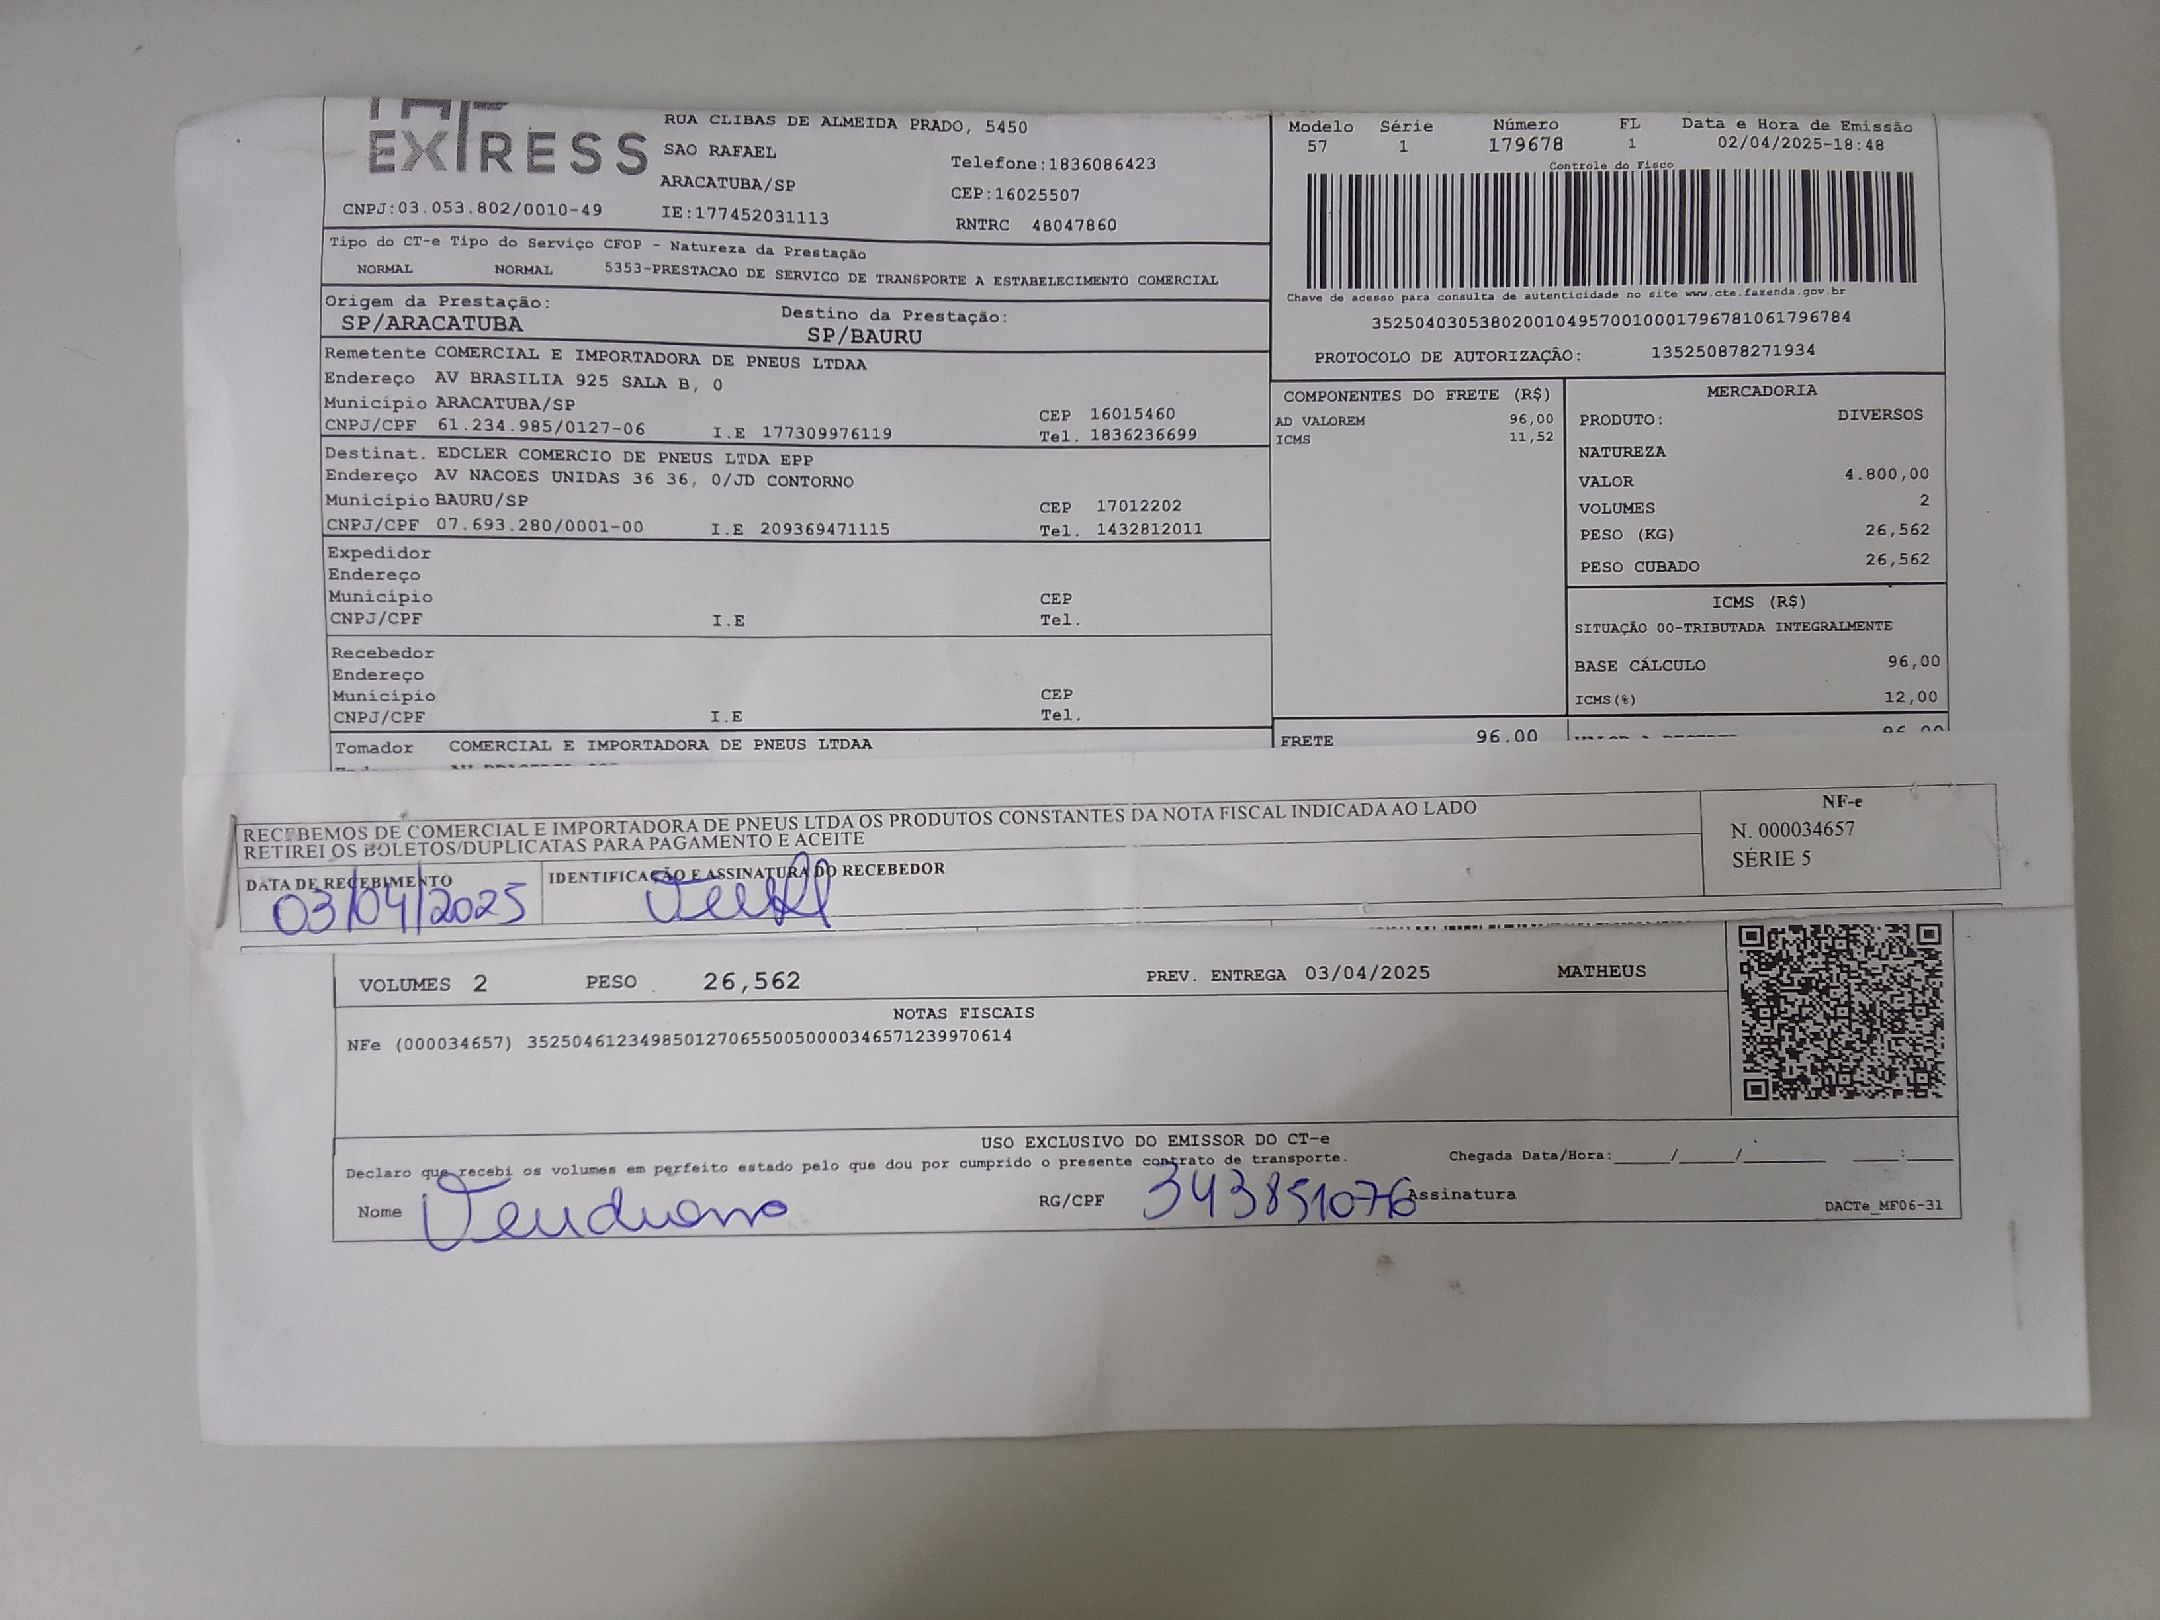 EXPRESS
RUA CLIBAS DE ALMEIDA PRADO, 5450
SAO RAFAEL
Telefone:1836086423
ARACATUBA/SP
CEP:16025507
CNPJ:03.053.802/0010-49 IE:177452031113
RNTRC 48047860
Tipo do CT-e Tipo do Serviço CFOP - Natureza da Prestação
NORMAL NORMAL 5353-PRESTACAO DE SERVICO DE TRANSPORTE A ESTABELECIMENTO COMERCIAL
Origem da Prestação: Destino da Prestação:
SP/ARACATUBA SP/BAURU
Remetente COMERCIAL E IMPORTADORA DE PNEUS LTDAA
Endereço AV BRASILIA 925 SALA B, 0
Município ARACATUBA/SP CEP 16015460
CNPJ/CPF 61.234.985/0127-06 I.E 177309976119 Tel. 1836236699
Destinat. EDCLER COMERCIO DE PNEUS LTDA EPP
Endereço AV NACOES UNIDAS 36 36, 0/JD CONTORNO
Município BAURU/SP CEP 17012202
CNPJ/CPF 07.693.280/0001-00 I.E 209369471115 Tel. 1432812011
Expedidor
Endereço
Município CEP
CNPJ/CPF I.E Tel.
Recebedor
Endereço
Município CEP
CNPJ/CPF I.E Tel.
Tomador COMERCIAL E IMPORTADORA DE PNEUS LTDAA
Modelo Série Número FL Data e Hora de Emissão
57 1 179678 1 02/04/2025-18:48
Controle do Fisco
Chave de acesso para consulta de autenticidade no site www.cte.fazenda.gov.br
35250403053802001049570010001796781061796784
PROTOCOLO DE AUTORIZAÇÃO: 135250878271934
COMPONENTES DO FRETE (R$)
AD VALOREM 96,00
ICMS 11,52
FRETE 96.00
MERCADORIA
PRODUTO: DIVERSOS
NATUREZA
VALOR 4.800,00
VOLUMES 2
PESO (KG) 26,562
PESO CUBADO 26,562
ICMS (R$)
SITUAÇÃO 00-TRIBUTADA INTEGRALMENTE
BASE CÁLCULO 96,00
ICMS(%) 12,00
RECEBEMOS DE COMERCIAL E IMPORTADORA DE PNEUS LTDA OS PRODUTOS CONSTANTES DA NOTA FISCAL INDICADA AO LADO
RETIREI OS BOLETOS/DUPLICATAS PARA PAGAMENTO E ACEITE
DATA DE RECEBIMENTO IDENTIFICAÇÃO E ASSINATURA DO RECEBEDOR
03/04/2025
NF-e
N. 000034657
SÉRIE 5
VOLUMES 2 PESO 26,562 PREV. ENTREGA 03/04/2025 MATHEUS
NOTAS FISCAIS
NFe (000034657) 35250461234985012706550050000346571239970614
USO EXCLUSIVO DO EMISSOR DO CT-e
Declaro que recebi os volumes em perfeito estado pelo que dou por cumprido o presente contrato de transporte. Chegada Data/Hora:_____/_____/_______ ____:____
Nome RG/CPF 343851076 Assinatura
DACTe_MF06-31